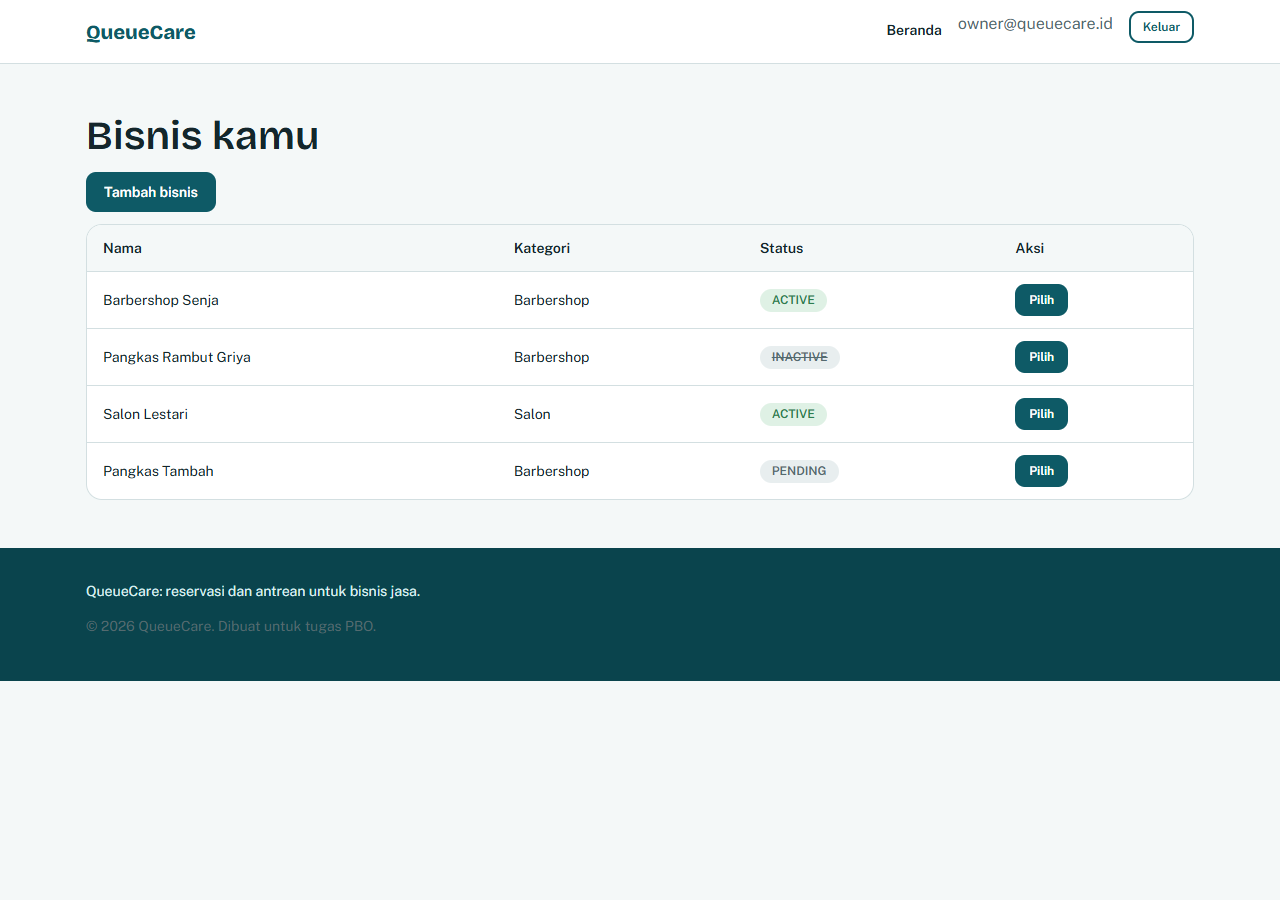 QueueCare
Beranda owner@queuecare.id Keluar
Bisnis kamu
Tambah bisnis
Nama Kategori Status Aksi
Barbershop Senja Barbershop ACTIVE Pilih
Pangkas Rambut Griya Barbershop INACTIVE Pilih
Salon Lestari Salon ACTIVE Pilih
Pangkas Tambah Barbershop PENDING Pilih
QueueCare: reservasi dan antrean untuk bisnis jasa.
© 2026 QueueCare. Dibuat untuk tugas PBO.